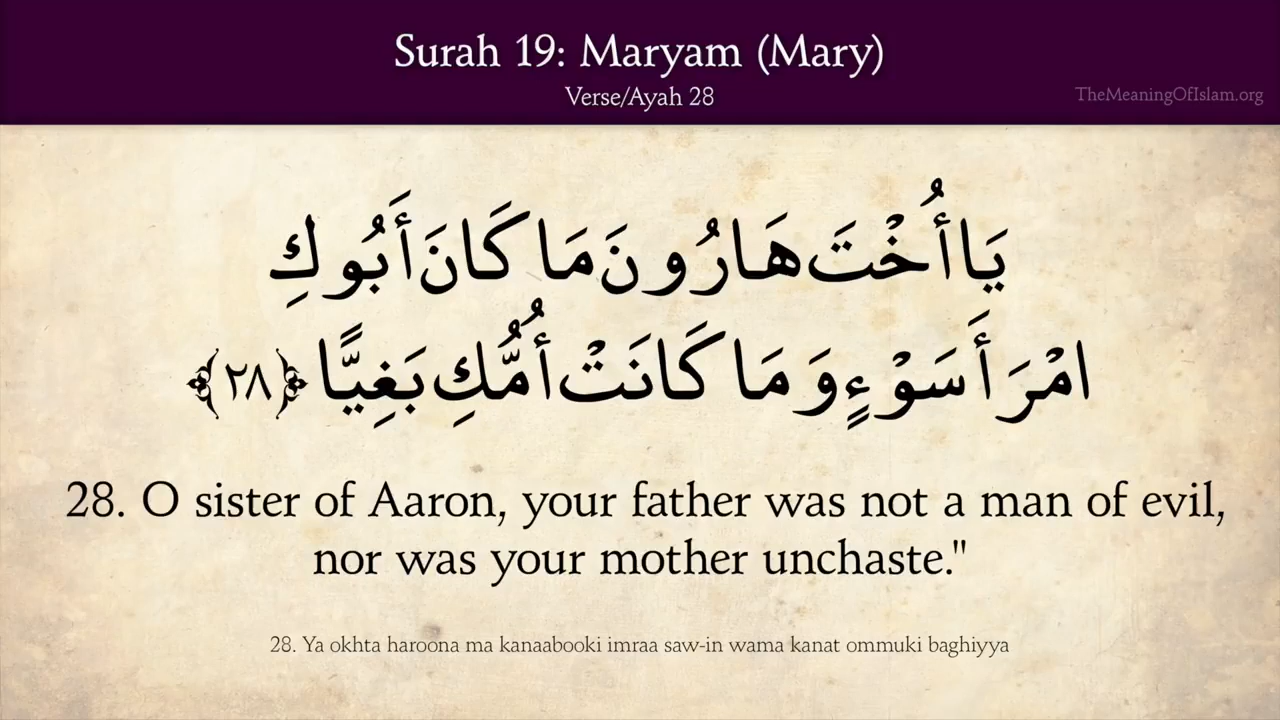 Surah 19: Maryam (Mary)
Verse/Ayah 28
TheMeaningOfIslam.org
يَا أُخْتَ هَارُونَ مَا كَانَ أَبُوكِ
امْرَأَ سَوْءٍ وَمَا كَانَتْ أُمُّكِ بَغِيًّا ﴿٢٨﴾
28. O sister of Aaron, your father was not a man of evil,
nor was your mother unchaste."
28. Ya okhta haroona ma kanaabooki imraa saw-in wama kanat ommuki baghiyya